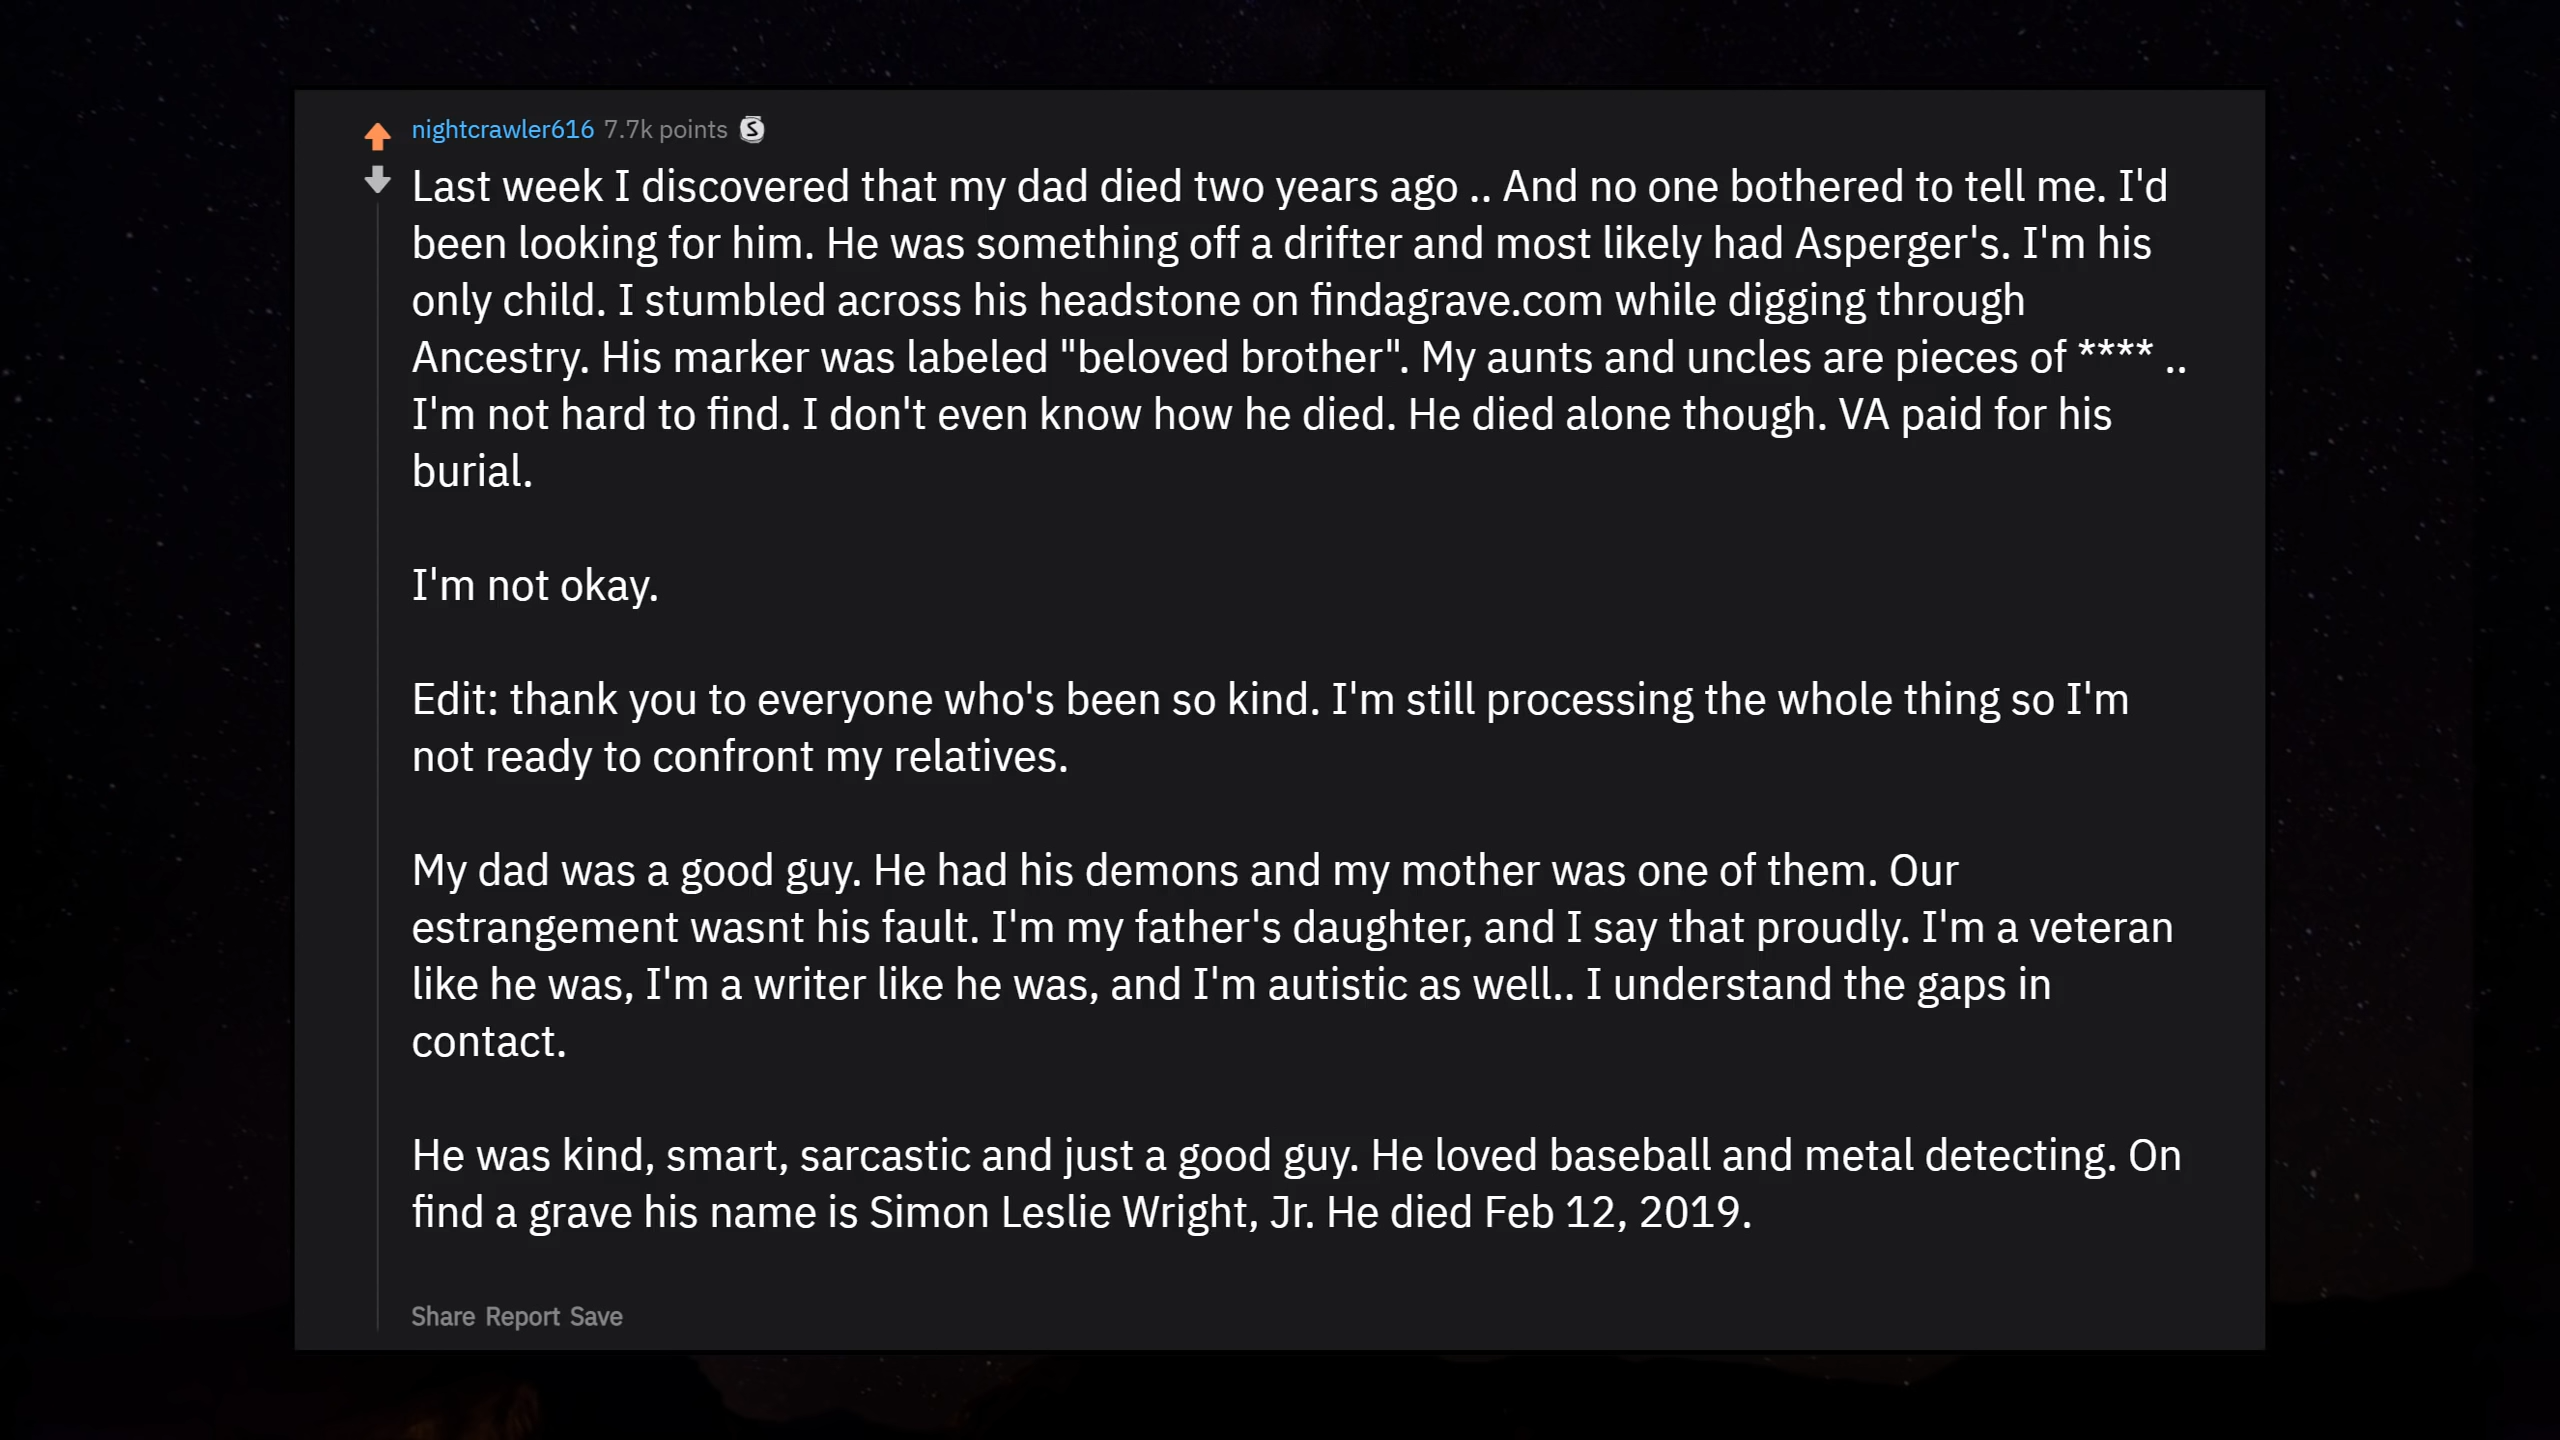 nightcrawler616 7.7k points S
Last week I discovered that my dad died two years ago .. And no one bothered to tell me. I'd
been looking for him. He was something off a drifter and most likely had Asperger's. I'm his
only child. I stumbled across his headstone on findagrave.com while digging through
Ancestry. His marker was labeled "beloved brother". My aunts and uncles are pieces of **** ..
I'm not hard to find. I don't even know how he died. He died alone though. VA paid for his
burial.
I'm not okay.
Edit: thank you to everyone who's been so kind. I'm still processing the whole thing so I'm
not ready to confront my relatives.
My dad was a good guy. He had his demons and my mother was one of them. Our
estrangement wasnt his fault. I'm my father's daughter, and I say that proudly. I'm a veteran
like he was, I'm a writer like he was, and I'm autistic as well.. I understand the gaps in
contact.
He was kind, smart, sarcastic and just a good guy. He loved baseball and metal detecting. On
find a grave his name is Simon Leslie Wright, Jr. He died Feb 12, 2019.
Share Report Save